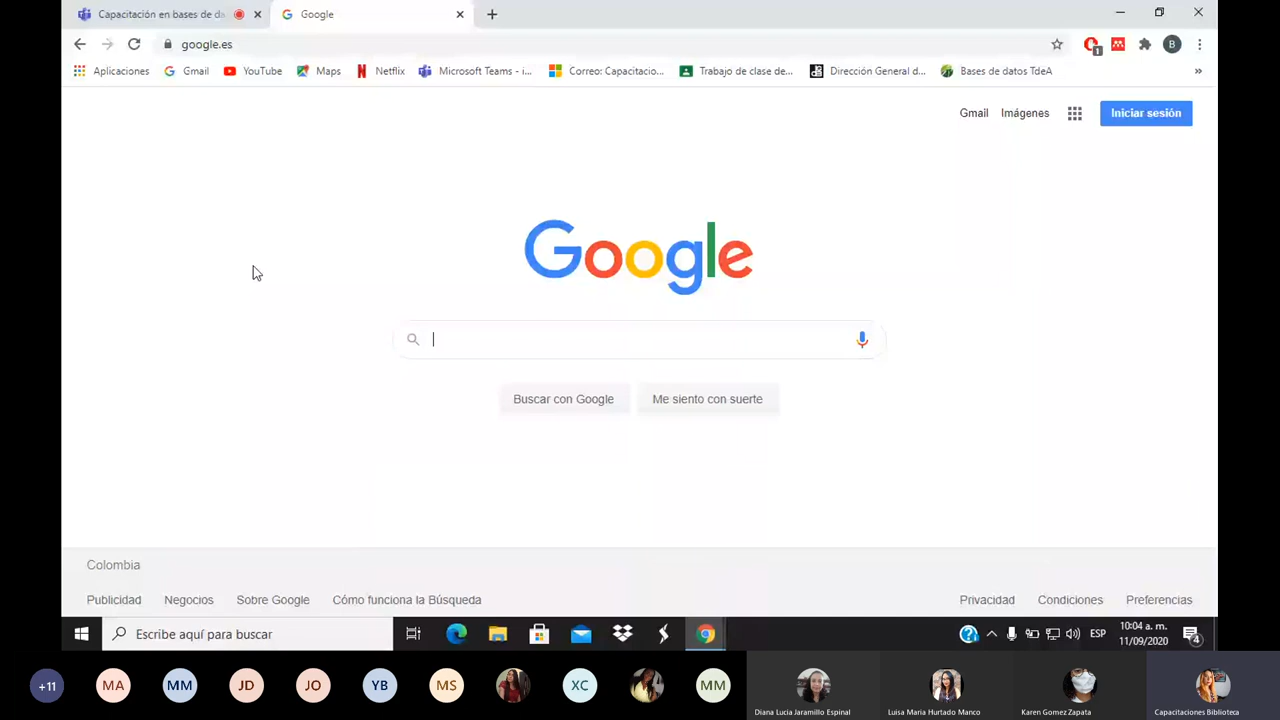 Capacitación en bases de da
Google
google.es
Aplicaciones
Gmail
YouTube
Maps
Netflix
Microsoft Teams - i...
Correo: Capacitacio...
Trabajo de clase de...
Dirección General d...
Bases de datos TdeA
»
Gmail
Imágenes
Iniciar sesión
Google
Buscar con Google
Me siento con suerte
Colombia
Publicidad
Negocios
Sobre Google
Cómo funciona la Búsqueda
Privacidad
Condiciones
Preferencias
Escribe aquí para buscar
ESP
10:04 a. m.
11/09/2020
+11
MA
MM
JD
JO
YB
MS
XC
MM
Diana Lucia Jaramillo Espinal
Luisa Maria Hurtado Manco
Karen Gomez Zapata
Capacitaciones Biblioteca